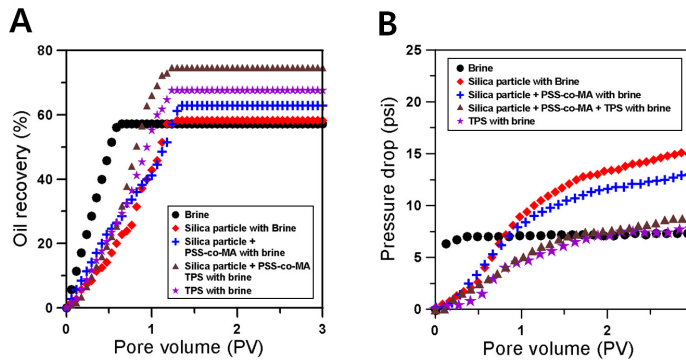 A
80
60
40
20
0
Oil recovery (%)
0
1
2
3
Pore volume (PV)
Brine
Silica particle with Brine
Silica particle +
PSS-co-MA with brine
Silica particle + PSS-co-MA
TPS with brine
TPS with brine
B
25
20
15
10
5
0
Pressure drop (psi)
0
1
2
Pore volume (PV)
Brine
Silica particle with Brine
Silica particle + PSS-co-MA with brine
Silica particle + PSS-co-MA + TPS with brine
TPS with brine